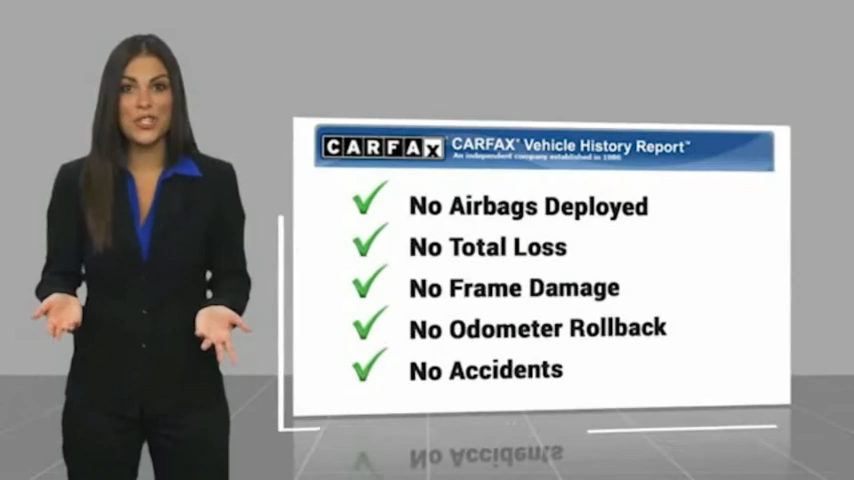 CARFAX CARFAX® Vehicle History Report™
An independent company established in 1986
No Airbags Deployed
No Total Loss
No Frame Damage
No Odometer Rollback
No Accidents
No Accidents